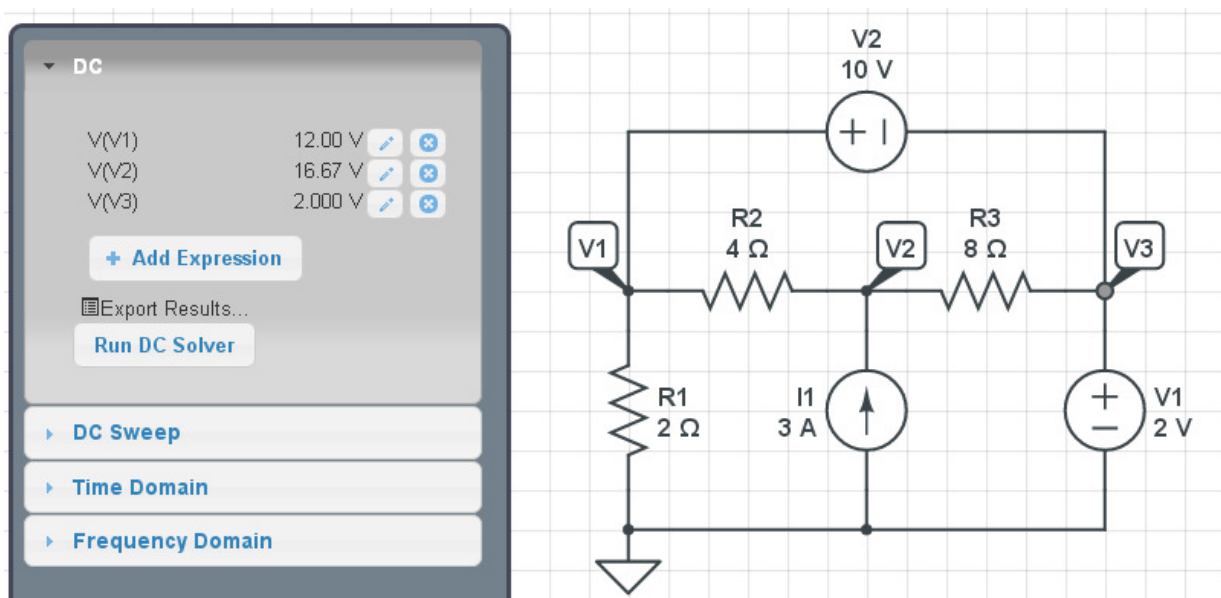 DC
V(V1) 12.00 V
V(V2) 16.67 V
V(V3) 2.000 V
+ Add Expression
Export Results...
Run DC Solver
DC Sweep
Time Domain
Frequency Domain
V2
10 V
V1
R2
4 Ω
V2
R3
8 Ω
V3
R1
2 Ω
I1
3 A
V1
2 V